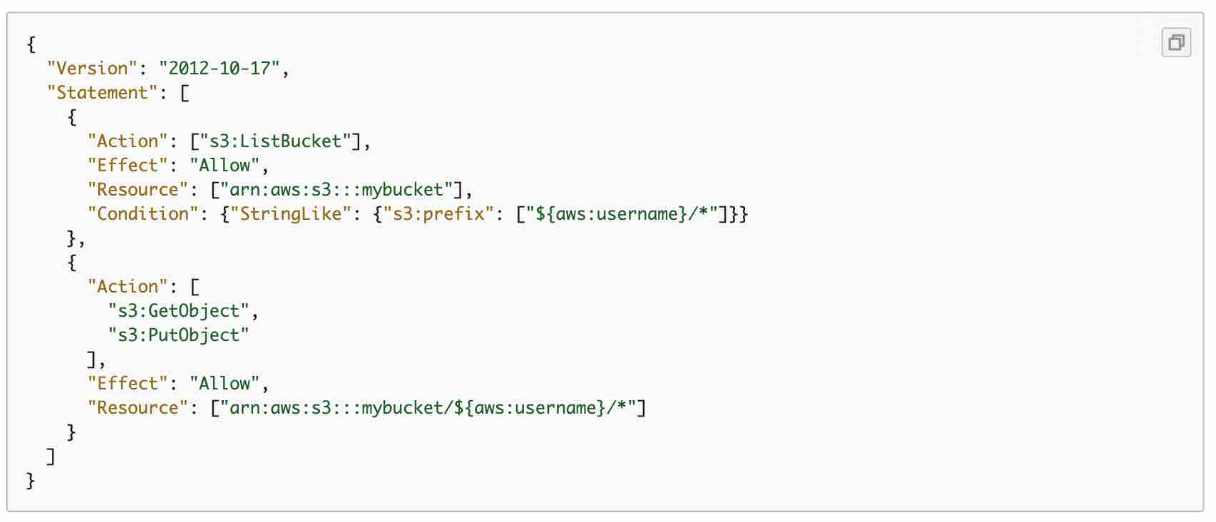 {
  "Version": "2012-10-17",
  "Statement": [
    {
      "Action": ["s3:ListBucket"],
      "Effect": "Allow",
      "Resource": ["arn:aws:s3:::mybucket"],
      "Condition": {"StringLike": {"s3:prefix": ["${aws:username}/*"]}}
    },
    {
      "Action": [
        "s3:GetObject",
        "s3:PutObject"
      ],
      "Effect": "Allow",
      "Resource": ["arn:aws:s3:::mybucket/${aws:username}/*"]
    }
  ]
}